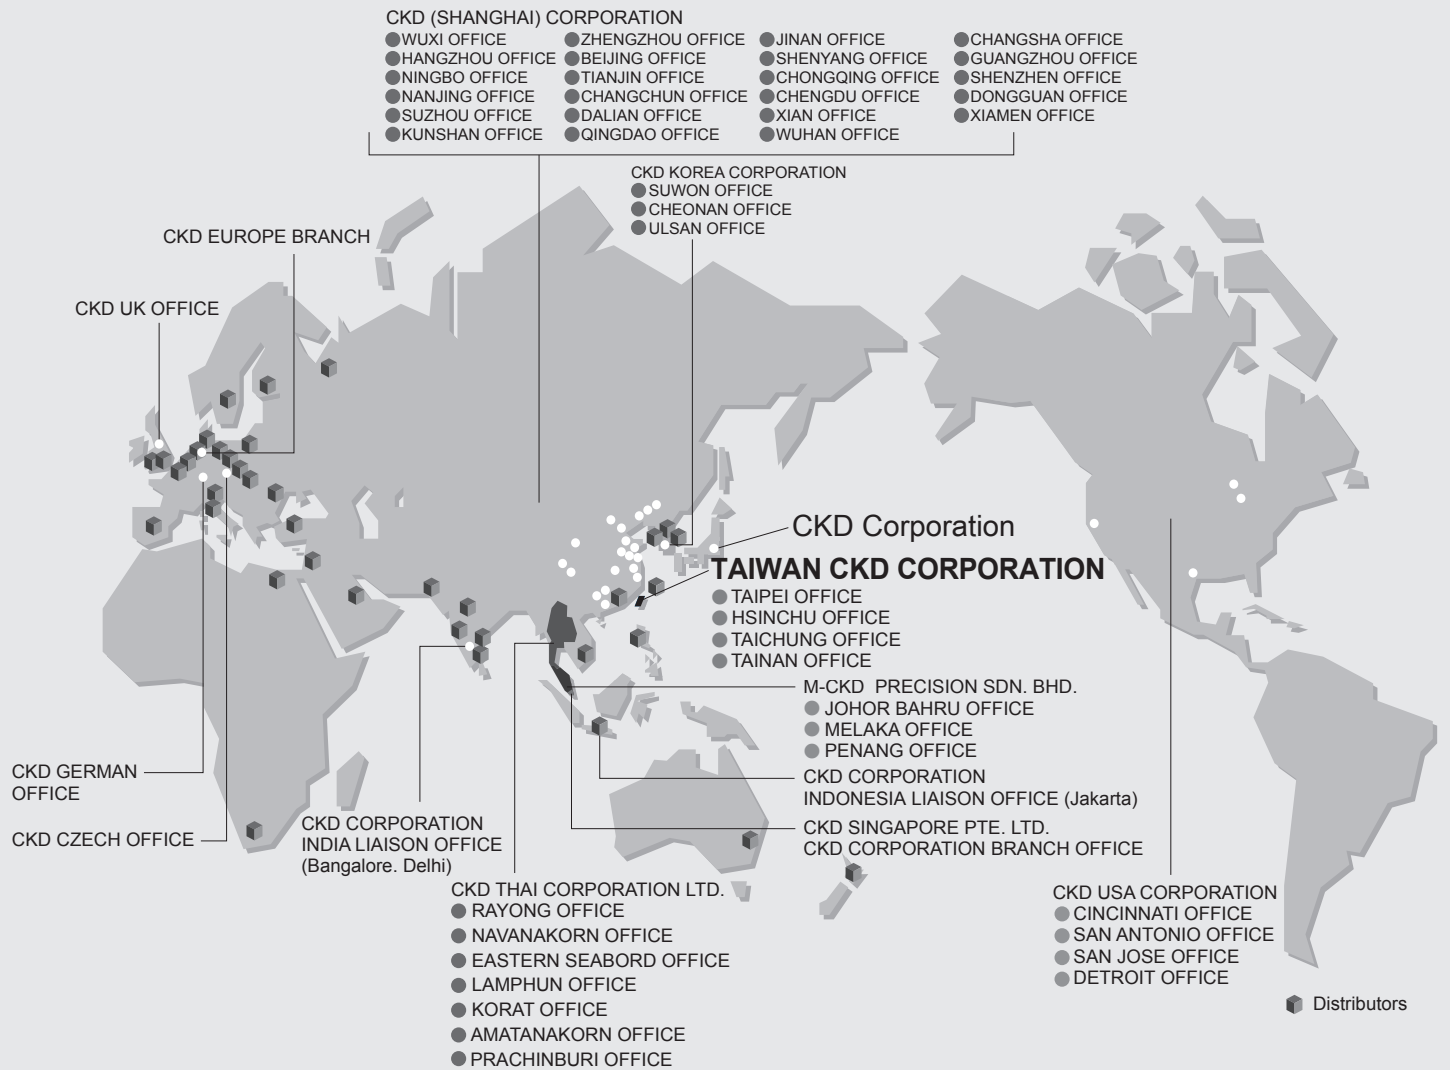 CKD (SHANGHAI) CORPORATION
WUXI OFFICE
HANGZHOU OFFICE
NINGBO OFFICE
NANJING OFFICE
SUZHOU OFFICE
KUNSHAN OFFICE
ZHENGZHOU OFFICE
BEIJING OFFICE
TIANJIN OFFICE
CHANGCHUN OFFICE
DALIAN OFFICE
QINGDAO OFFICE
JINAN OFFICE
SHENYANG OFFICE
CHONGQING OFFICE
CHENGDU OFFICE
XIAN OFFICE
WUHAN OFFICE
CHANGSHA OFFICE
GUANGZHOU OFFICE
SHENZHEN OFFICE
DONGGUAN OFFICE
XIAMEN OFFICE
CKD KOREA CORPORATION
SUWON OFFICE
CHEONAN OFFICE
ULSAN OFFICE
CKD EUROPE BRANCH
CKD UK OFFICE
CKD Corporation
TAIWAN CKD CORPORATION
TAIPEI OFFICE
HSINCHU OFFICE
TAICHUNG OFFICE
TAINAN OFFICE
M-CKD PRECISION SDN. BHD.
JOHOR BAHRU OFFICE
MELAKA OFFICE
PENANG OFFICE
CKD CORPORATION
INDONESIA LIAISON OFFICE (Jakarta)
CKD SINGAPORE PTE. LTD.
CKD CORPORATION BRANCH OFFICE
CKD GERMAN
OFFICE
CKD CZECH OFFICE
CKD CORPORATION
INDIA LIAISON OFFICE
(Bangalore. Delhi)
CKD THAI CORPORATION LTD.
RAYONG OFFICE
NAVANAKORN OFFICE
EASTERN SEABORD OFFICE
LAMPHUN OFFICE
KORAT OFFICE
AMATANAKORN OFFICE
PRACHINBURI OFFICE
CKD USA CORPORATION
CINCINNATI OFFICE
SAN ANTONIO OFFICE
SAN JOSE OFFICE
DETROIT OFFICE
Distributors